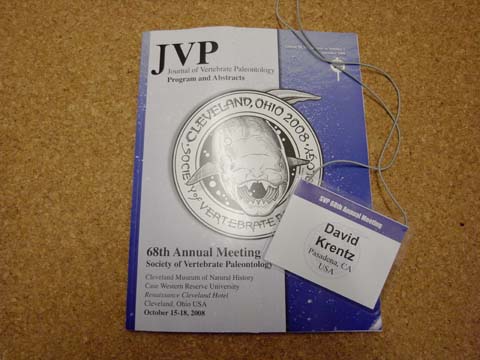 JVP
Journal of Vertebrate Paleontology
Program and Abstracts
CLEVELAND, OHIO 2008
SOCIETY OF VERTEBRATE
68th Annual Meeting
Society of Vertebrate Paleontology
Cleveland Museum of Natural History
Case Western Reserve University
Renaissance Cleveland Hotel
Cleveland, Ohio USA
October 15-18, 2008
SVP 68th Annual Meeting
David
Krentz
Pasadena, CA
USA